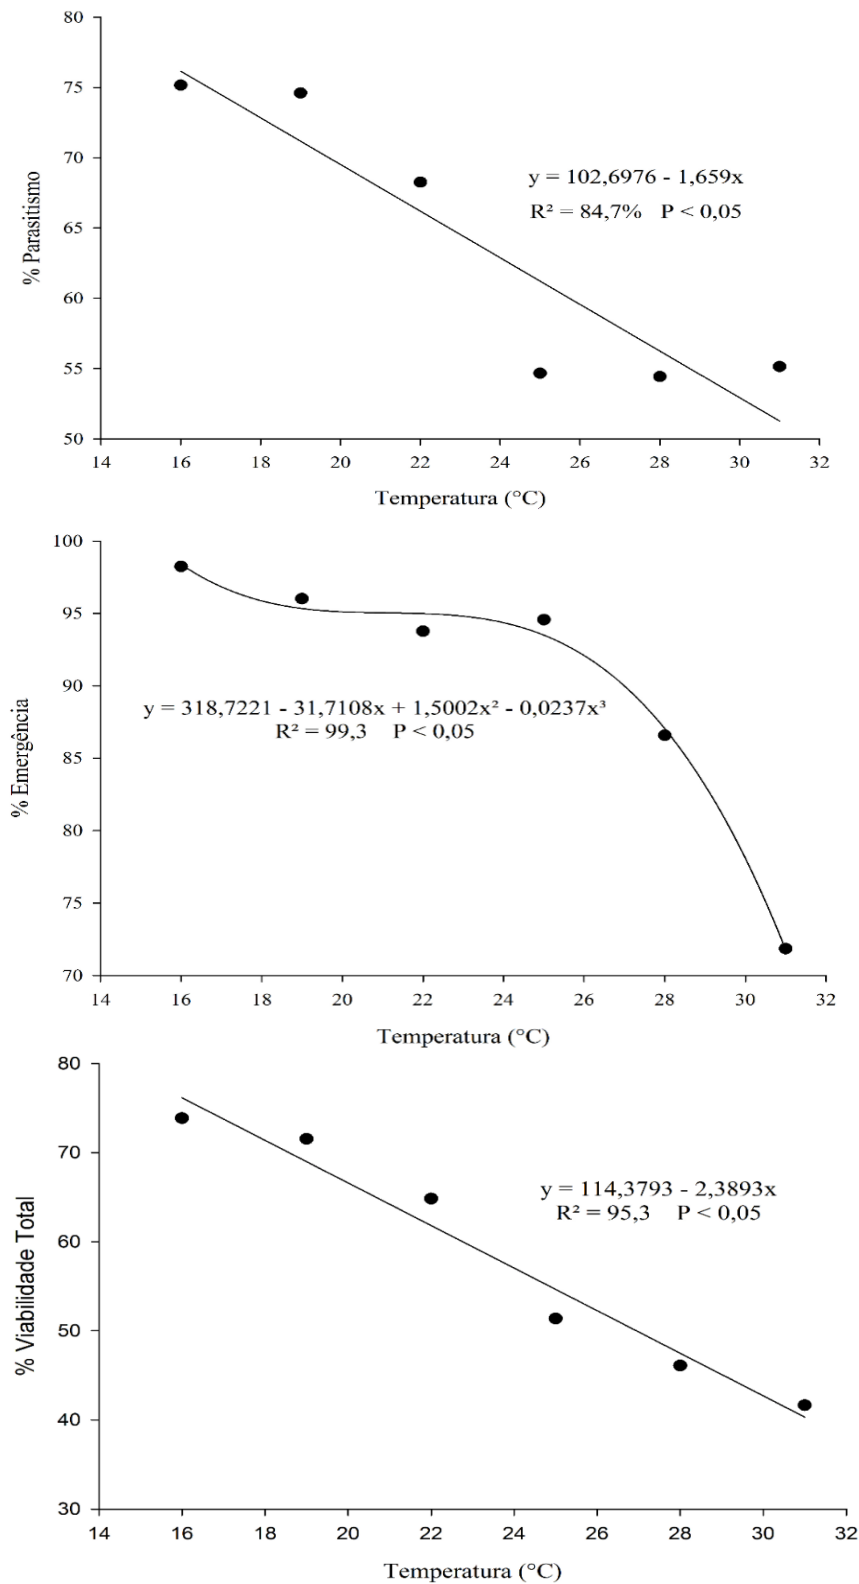 80
75
70
65
60
55
50
% Parasitismo
y = 102,6976 - 1,659x
R² = 84,7% P < 0,05
14 16 18 20 22 24 26 28 30 32
Temperatura (°C)
100
95
90
85
80
75
70
% Emergência
y = 318,7221 - 31,7108x + 1,5002x² - 0,0237x³
R² = 99,3 P < 0,05
14 16 18 20 22 24 26 28 30 32
Temperatura (°C)
80
70
60
50
40
30
% Viabilidade Total
y = 114,3793 - 2,3893x
R² = 95,3 P < 0,05
14 16 18 20 22 24 26 28 30 32
Temperatura (°C)